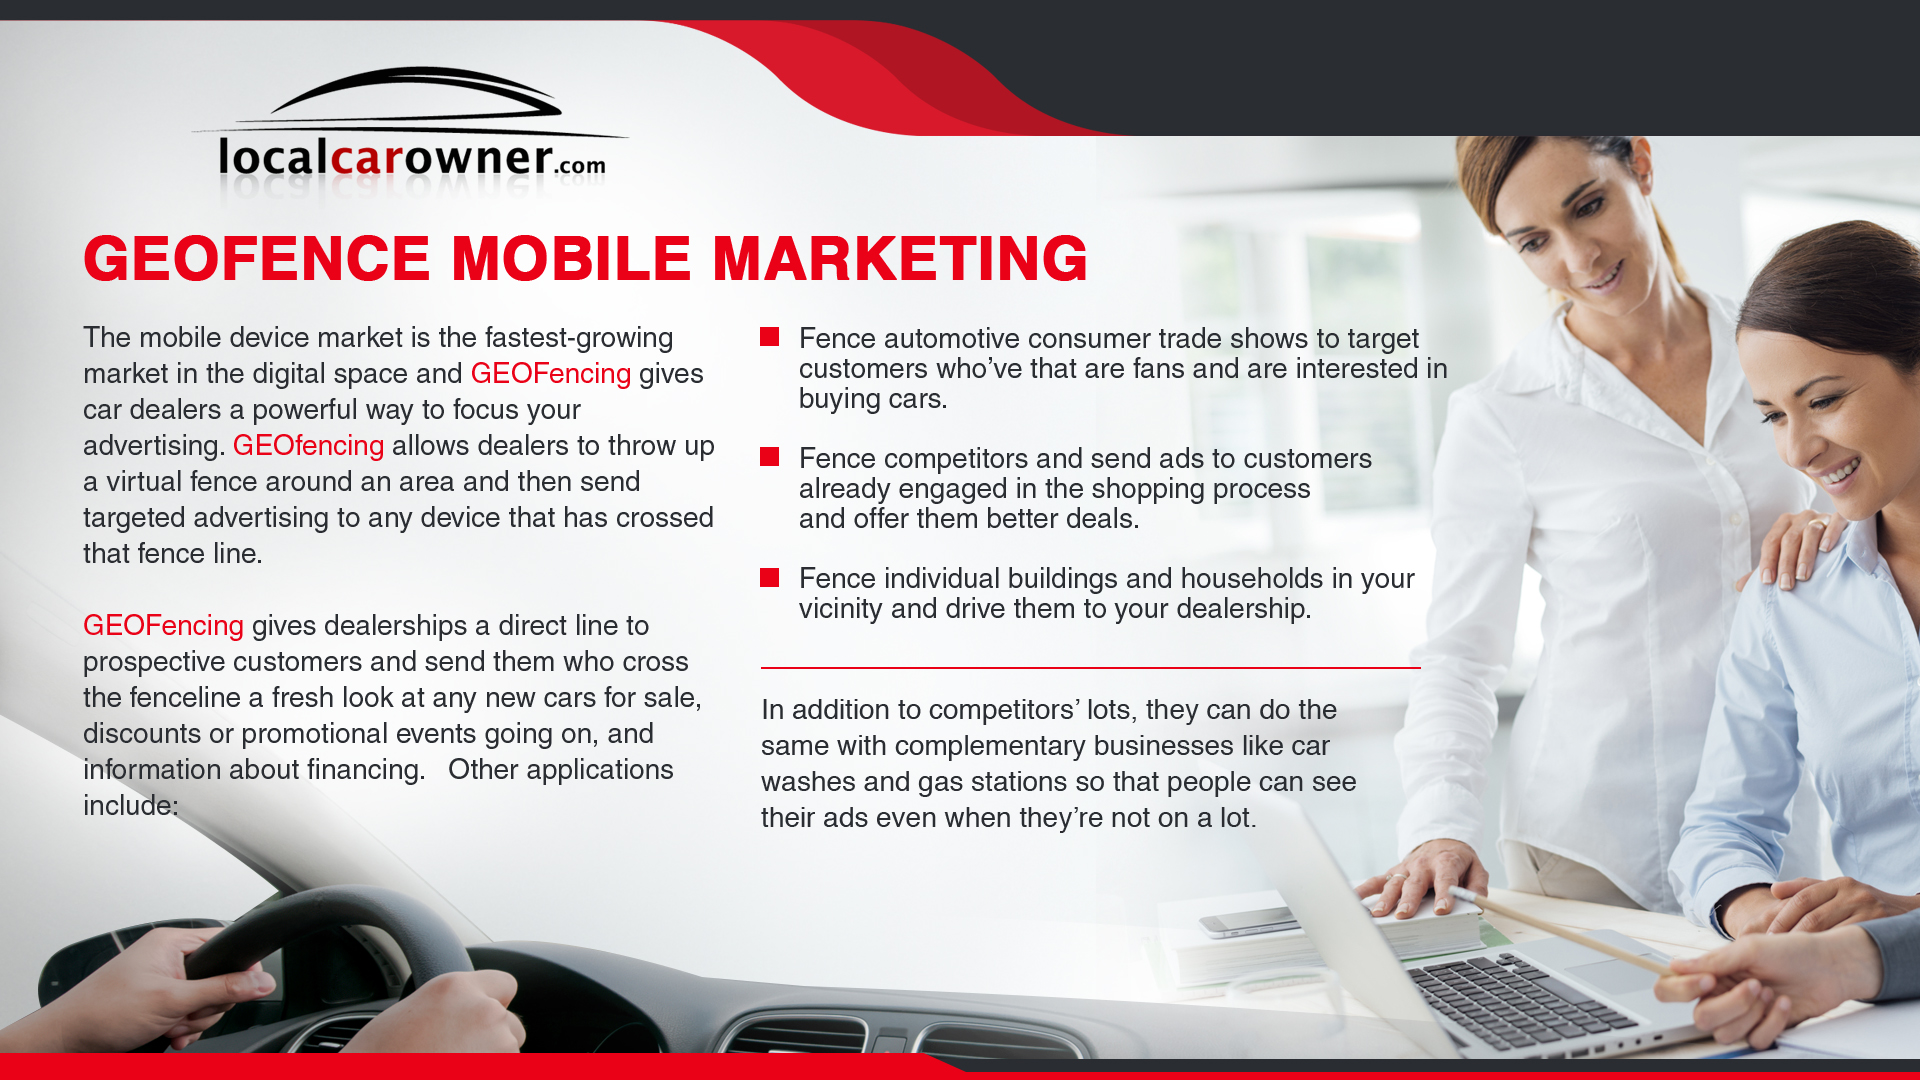 localcarowner.com
GEOFENCE MOBILE MARKETING
The mobile device market is the fastest-growing
market in the digital space and GEOFencing gives
car dealers a powerful way to focus your
advertising. GEOfencing allows dealers to throw up
a virtual fence around an area and then send
targeted advertising to any device that has crossed
that fence line.
GEOFencing gives dealerships a direct line to
prospective customers and send them who cross
the fenceline a fresh look at any new cars for sale,
discounts or promotional events going on, and
information about financing.   Other applications
include:
Fence automotive consumer trade shows to target
customers who’ve that are fans and are interested in
buying cars.
Fence competitors and send ads to customers
already engaged in the shopping process
and offer them better deals.
Fence individual buildings and households in your
vicinity and drive them to your dealership.
In addition to competitors’ lots, they can do the
same with complementary businesses like car
washes and gas stations so that people can see
their ads even when they’re not on a lot.